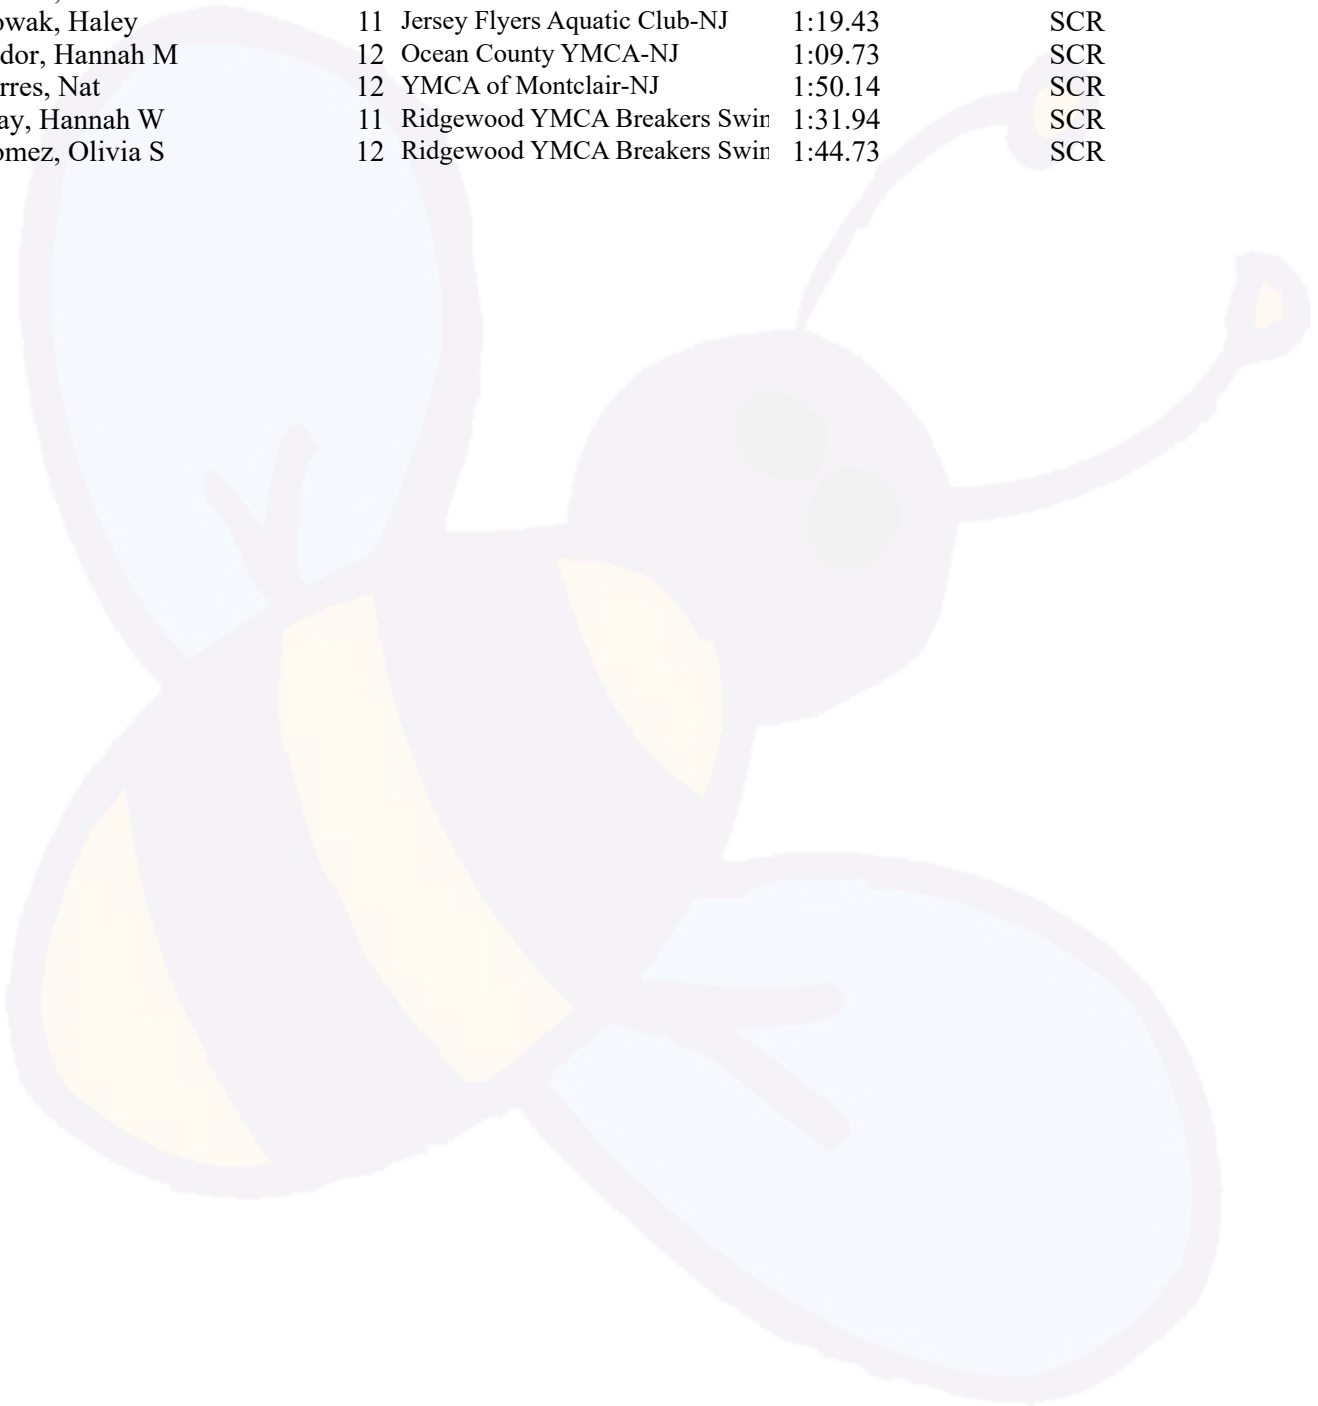 owak, Haley 11 Jersey Flyers Aquatic Club-NJ 1:19.43 SCR
dor, Hannah M 12 Ocean County YMCA-NJ 1:09.73 SCR
rres, Nat 12 YMCA of Montclair-NJ 1:50.14 SCR
ay, Hannah W 11 Ridgewood YMCA Breakers Swin 1:31.94 SCR
omez, Olivia S 12 Ridgewood YMCA Breakers Swin 1:44.73 SCR